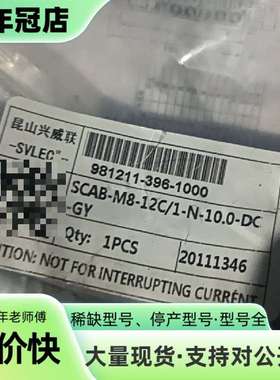 年冠店
昆山兴威联
-SVLEC-
981211-396-1000
SCAB-M8-12C/1-N-10.0-DC
-GY
Qty: 1PCS
20111346
TION: NOT FOR INTERRUPTING CURRENT
年老师傅
价快
稀缺型号、停产型号·型号全
大量现货·支持对公